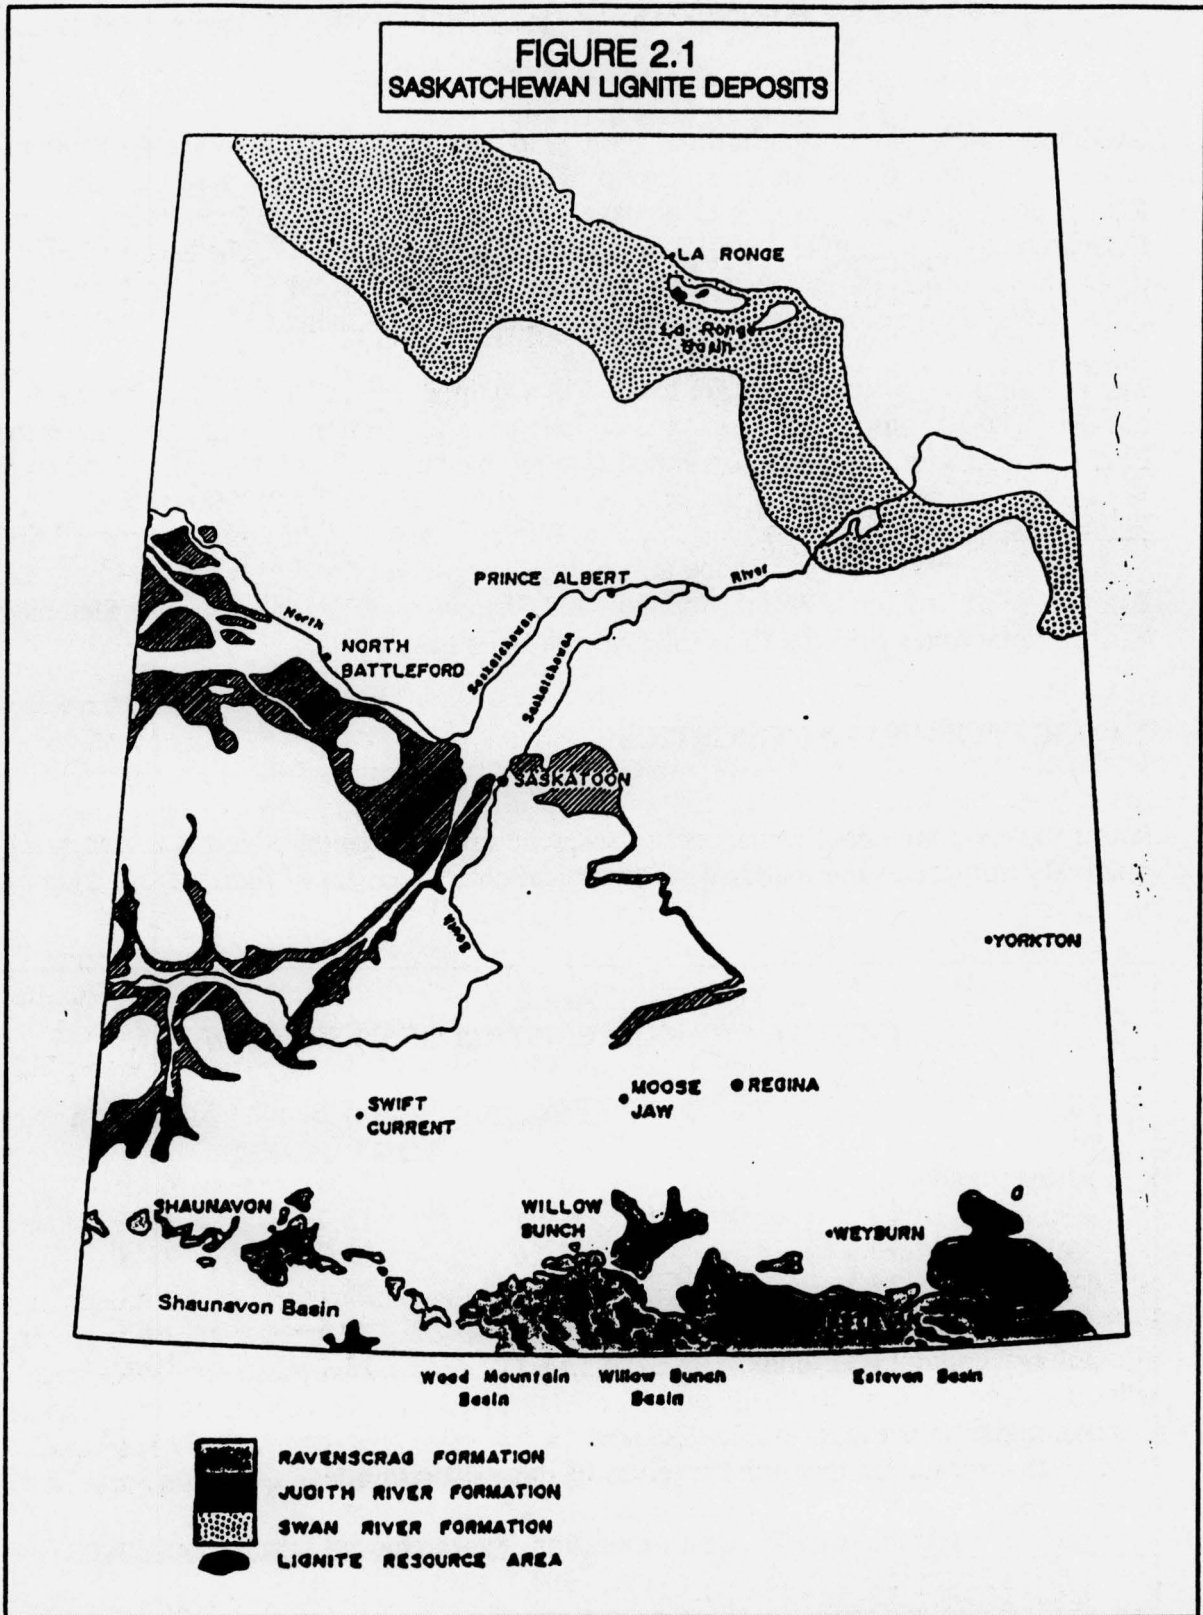 FIGURE 2.1
SASKATCHEWAN LIGNITE DEPOSITS
LA RONGE
La Ronge
Basin
PRINCE ALBERT
River
North
NORTH
BATTLEFORD
Saskatchewan
Saskatchewan
SASKATOON
South
YORKTON
SWIFT
CURRENT
MOOSE
JAW
REGINA
SHAUNAVON
WILLOW
BUNCH
WEYBURN
Shaunavon Basin
Wood Mountain
Basin
Willow Bunch
Basin
Estevan Basin
RAVENSCRAG FORMATION
JUDITH RIVER FORMATION
SWAN RIVER FORMATION
LIGNITE RESOURCE AREA